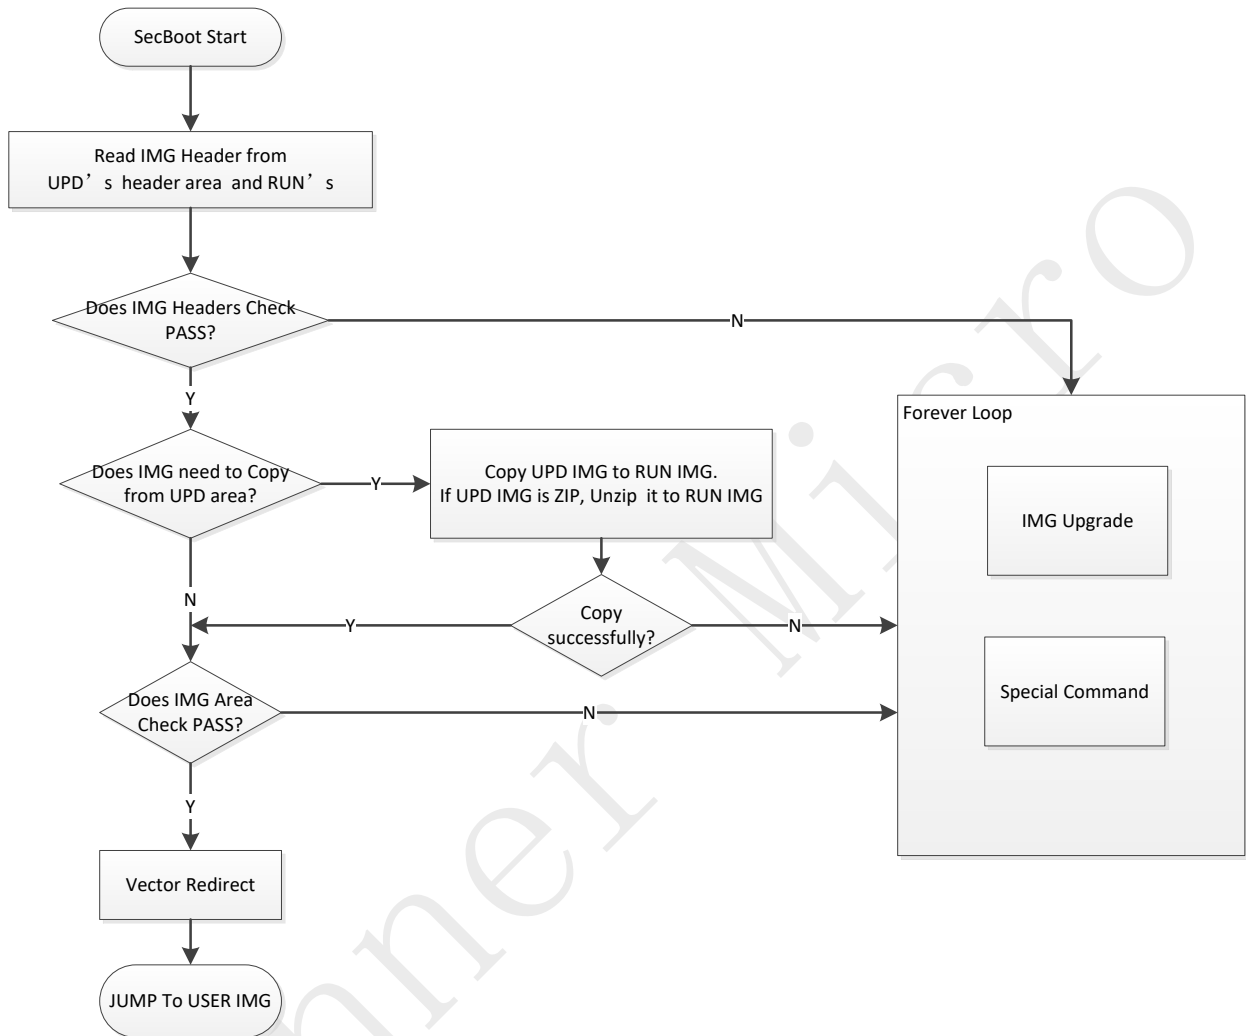 SecBoot Start
Read IMG Header from
UPD’s header area and RUN’s
Does IMG Headers Check
PASS?
N
Y
Forever Loop
Does IMG need to Copy
from UPD area?
Y
Copy UPD IMG to RUN IMG.
If UPD IMG is ZIP, Unzip it to RUN IMG
IMG Upgrade
N
Copy
successfully?
Y
N
Does IMG Area
Check PASS?
N
Special Command
Y
Vector Redirect
JUMP To USER IMG
nner Micro